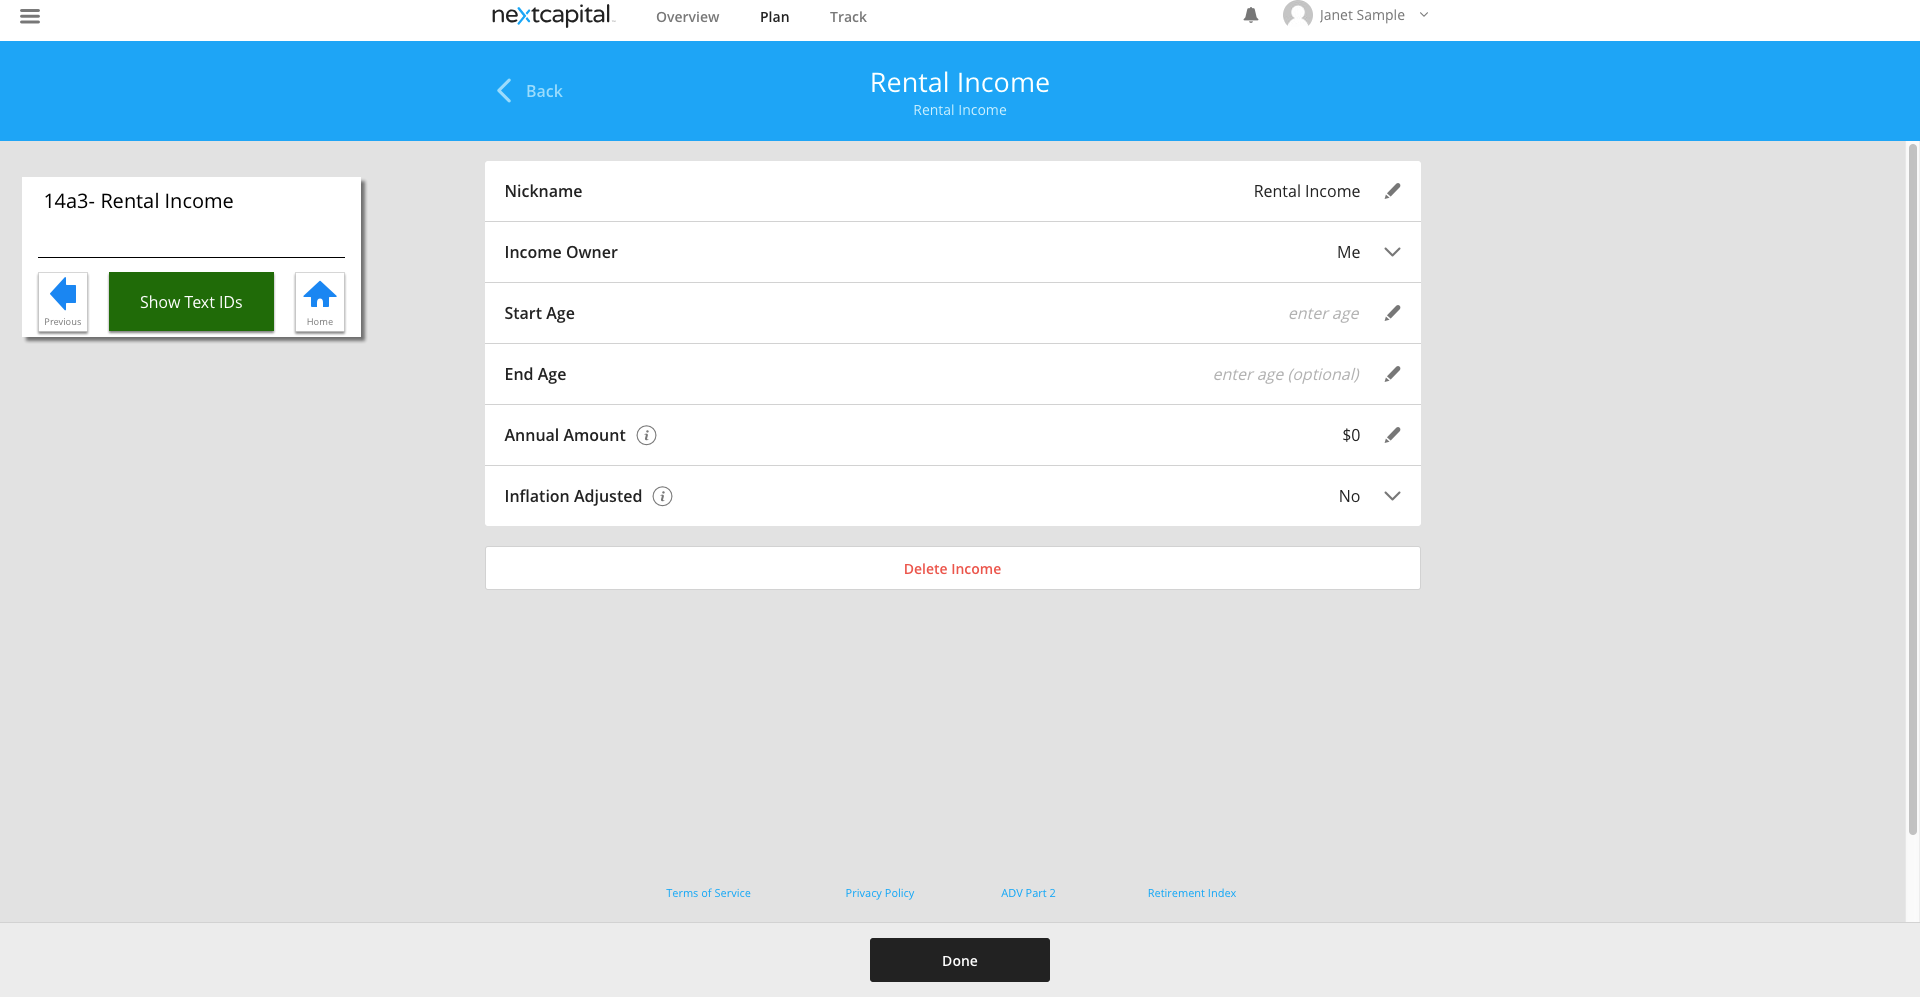 nextcapital
Overview Plan Track
Janet Sample
Back
Rental Income
Rental Income
14a3- Rental Income
Previous
Show Text IDs
Home
Nickname Rental Income
Income Owner Me
Start Age enter age
End Age enter age (optional)
Annual Amount i $0
Inflation Adjusted i No
Delete Income
Terms of Service Privacy Policy ADV Part 2 Retirement Index
Done